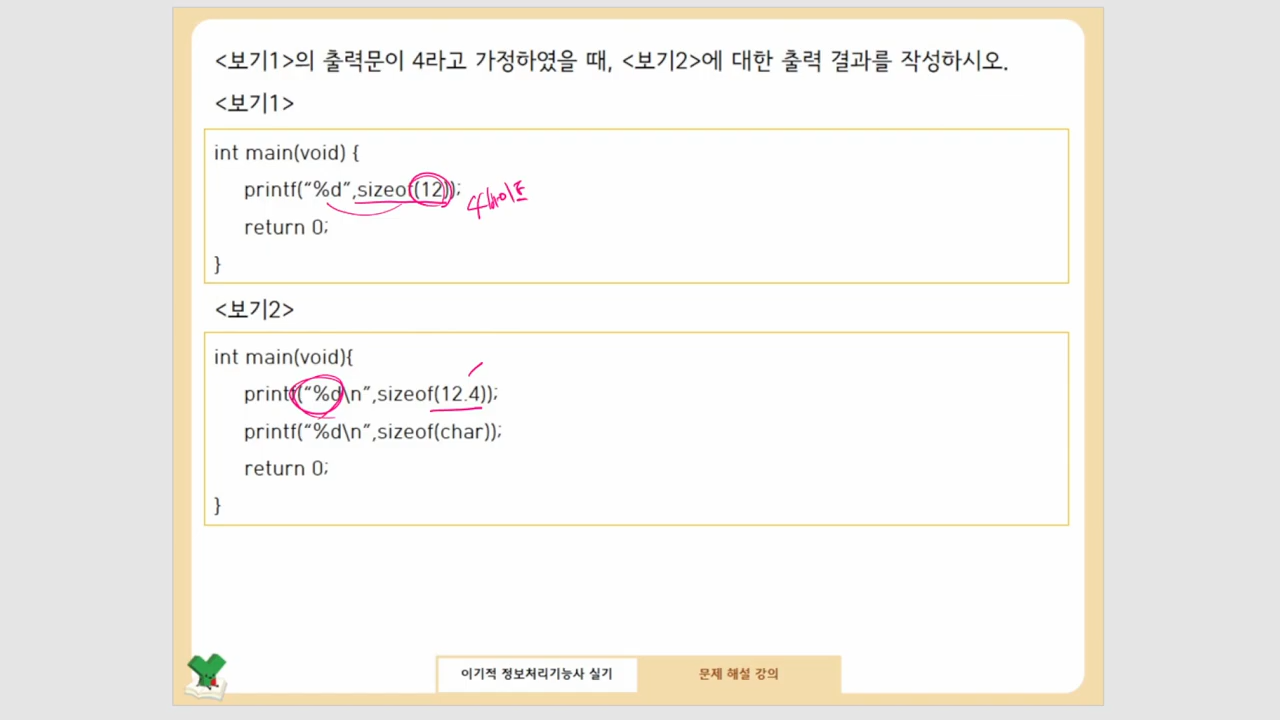 <보기1>의 출력문이 4라고 가정하였을 때, <보기2>에 대한 출력 결과를 작성하시오.
<보기1>
int main(void) {
printf(“%d”,sizeof(12));
4바이트
return 0;
}
<보기2>
int main(void){
printf(“%d\n”,sizeof(12.4));
printf(“%d\n”,sizeof(char));
return 0;
}
이기적 정보처리기능사 실기
문제 해설 강의